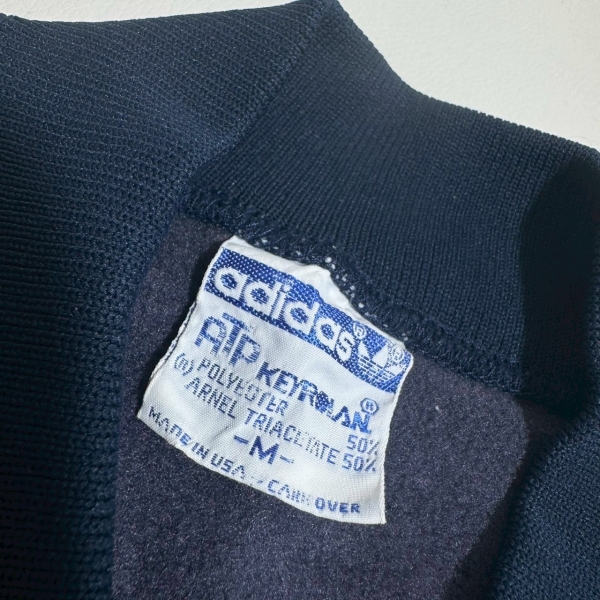 adidas®
ATP KEYROLAN®
(R) POLYESTER 50%
ARNEL TRIACETATE 50%
-M-
MADE IN USA - CARE OVER